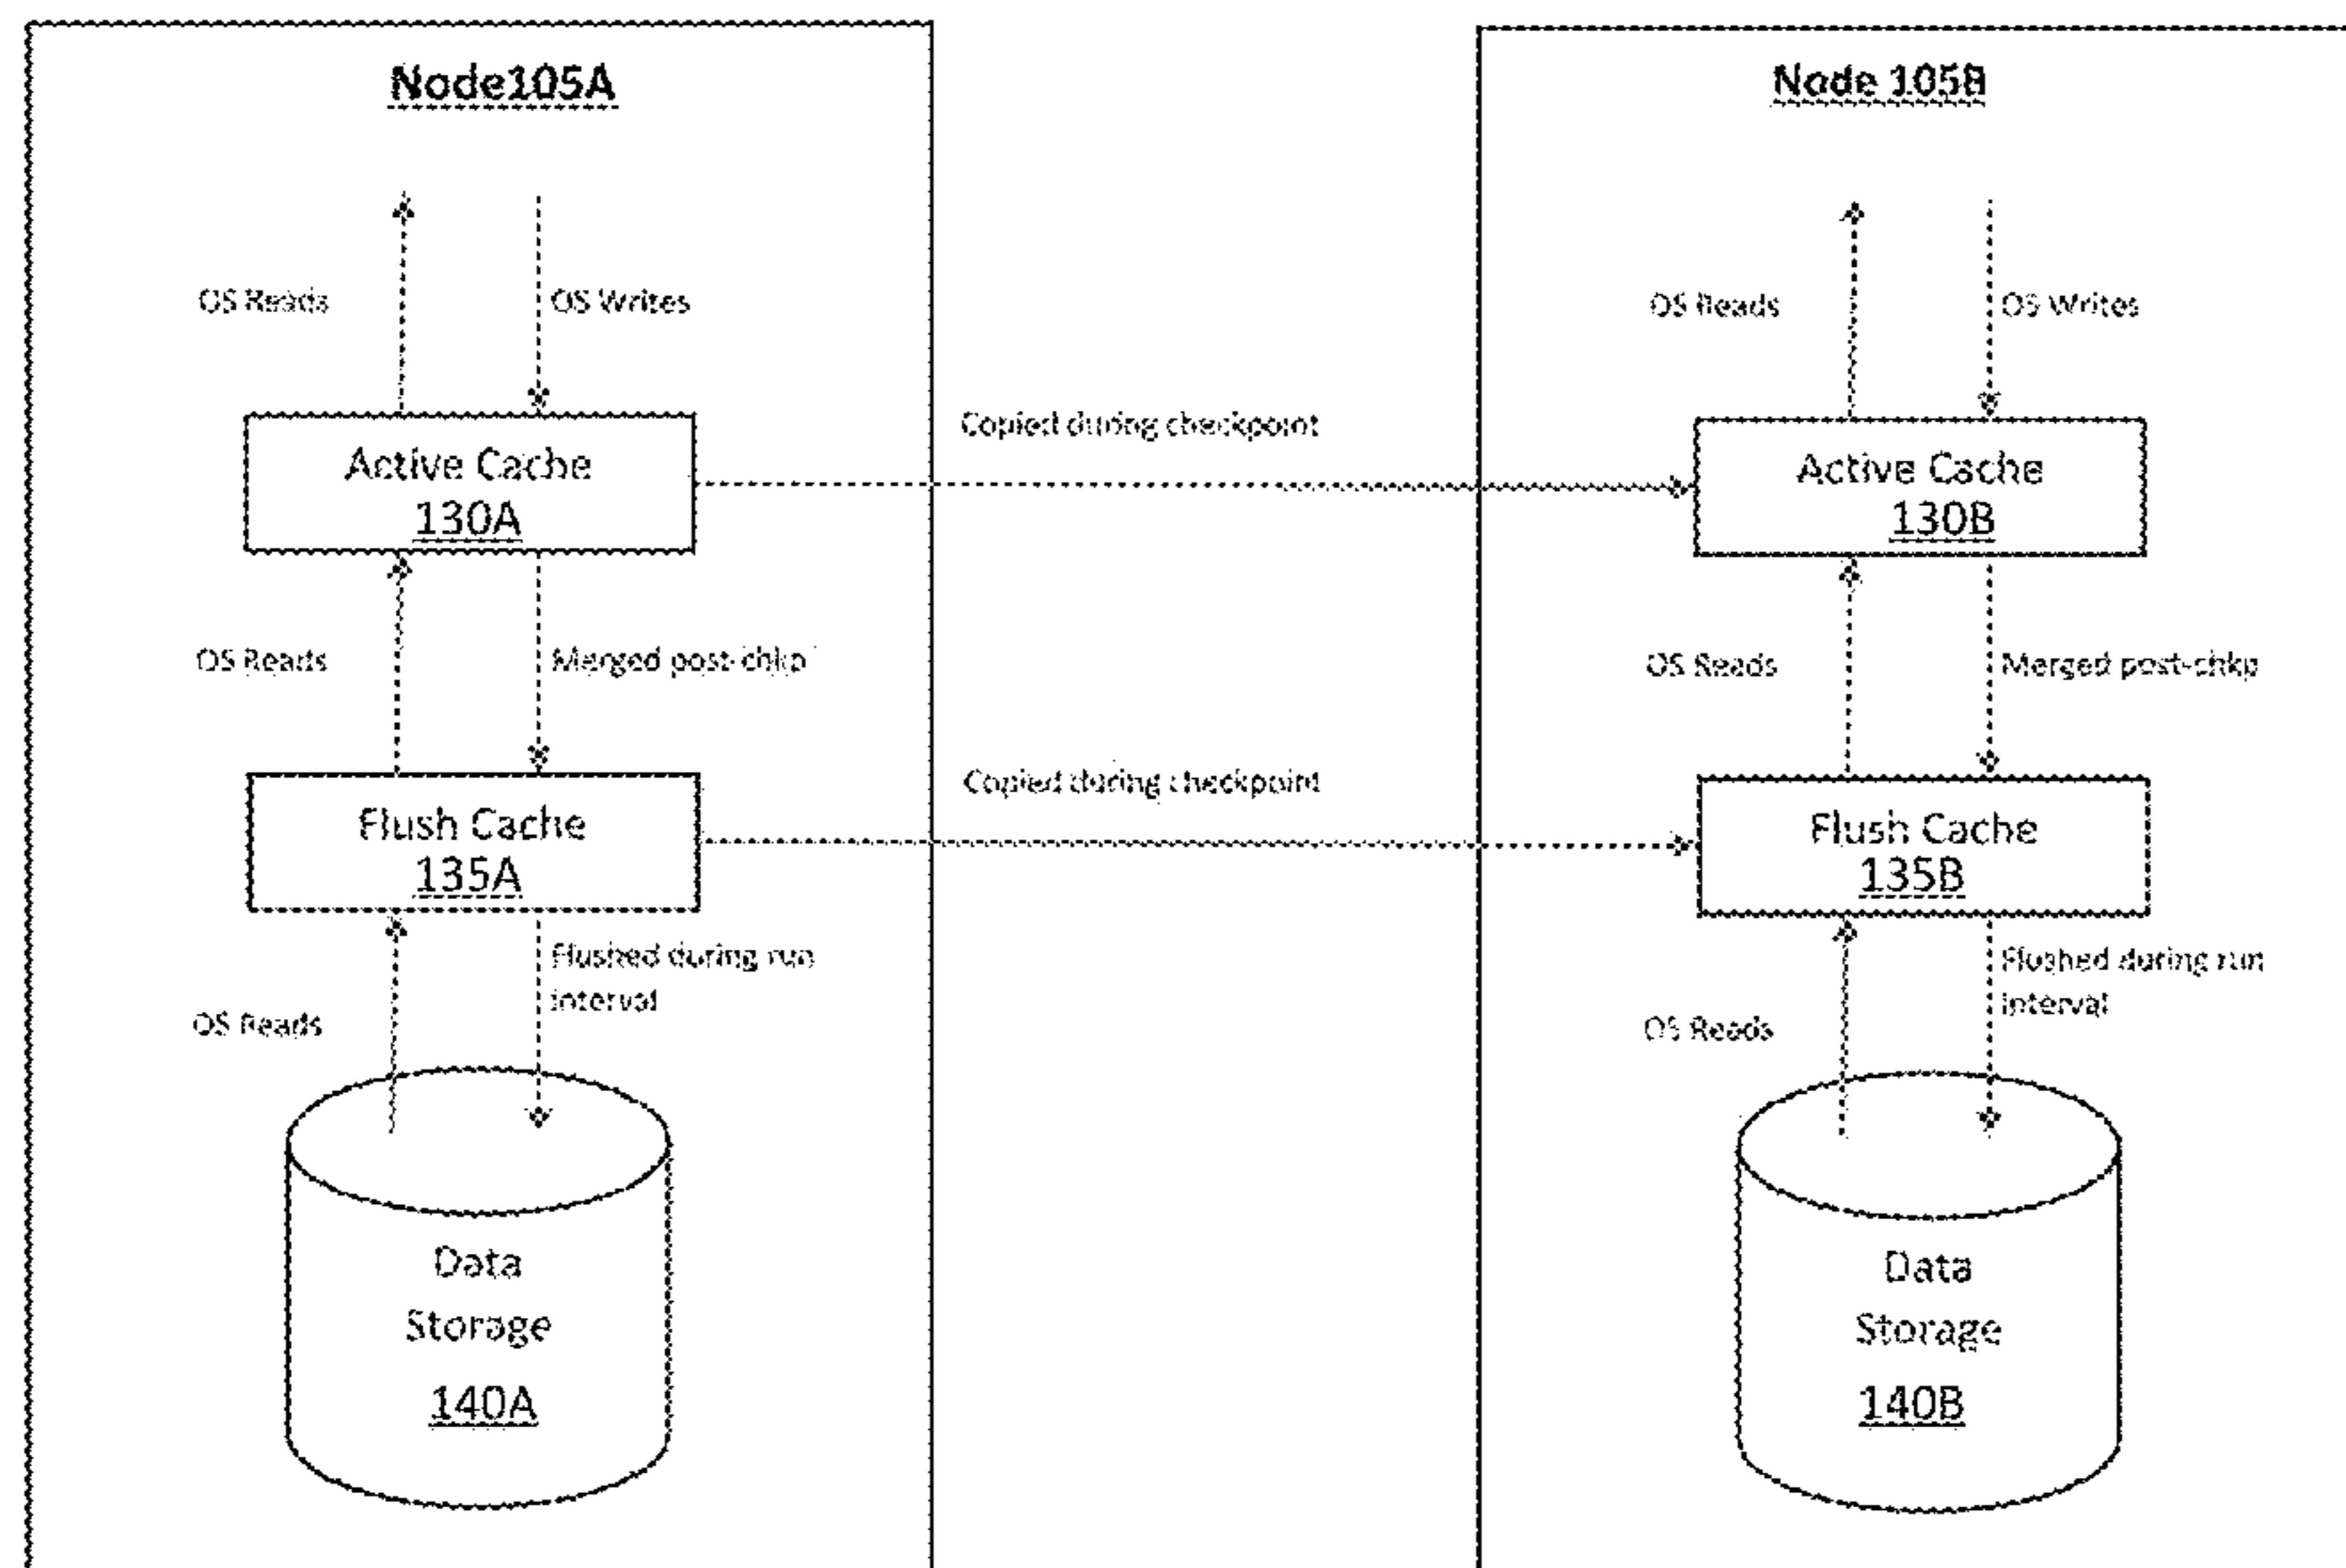 Node105A
OS Reads
OS Writes
Active Cache
130A
OS Reads
Merged post-chkp
Flush Cache
135A
Flushed during run
interval
OS Reads
Data
Storage
140A
Copied during checkpoint
Copied during checkpoint
Node 105B
OS Reads
OS Writes
Active Cache
130B
OS Reads
Merged post-chkp
Flush Cache
135B
Flushed during run
interval
OS Reads
Data
Storage
140B